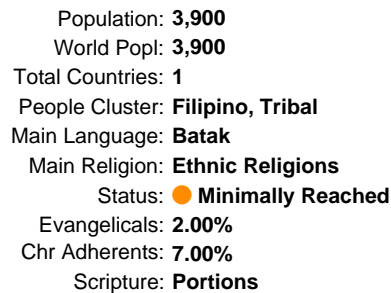 Population: 3,900
World Popl: 3,900
Total Countries: 1
People Cluster: Filipino, Tribal
Main Language: Batak
Main Religion: Ethnic Religions
Status: Minimally Reached
Evangelicals: 2.00%
Chr Adherents: 7.00%
Scripture: Portions